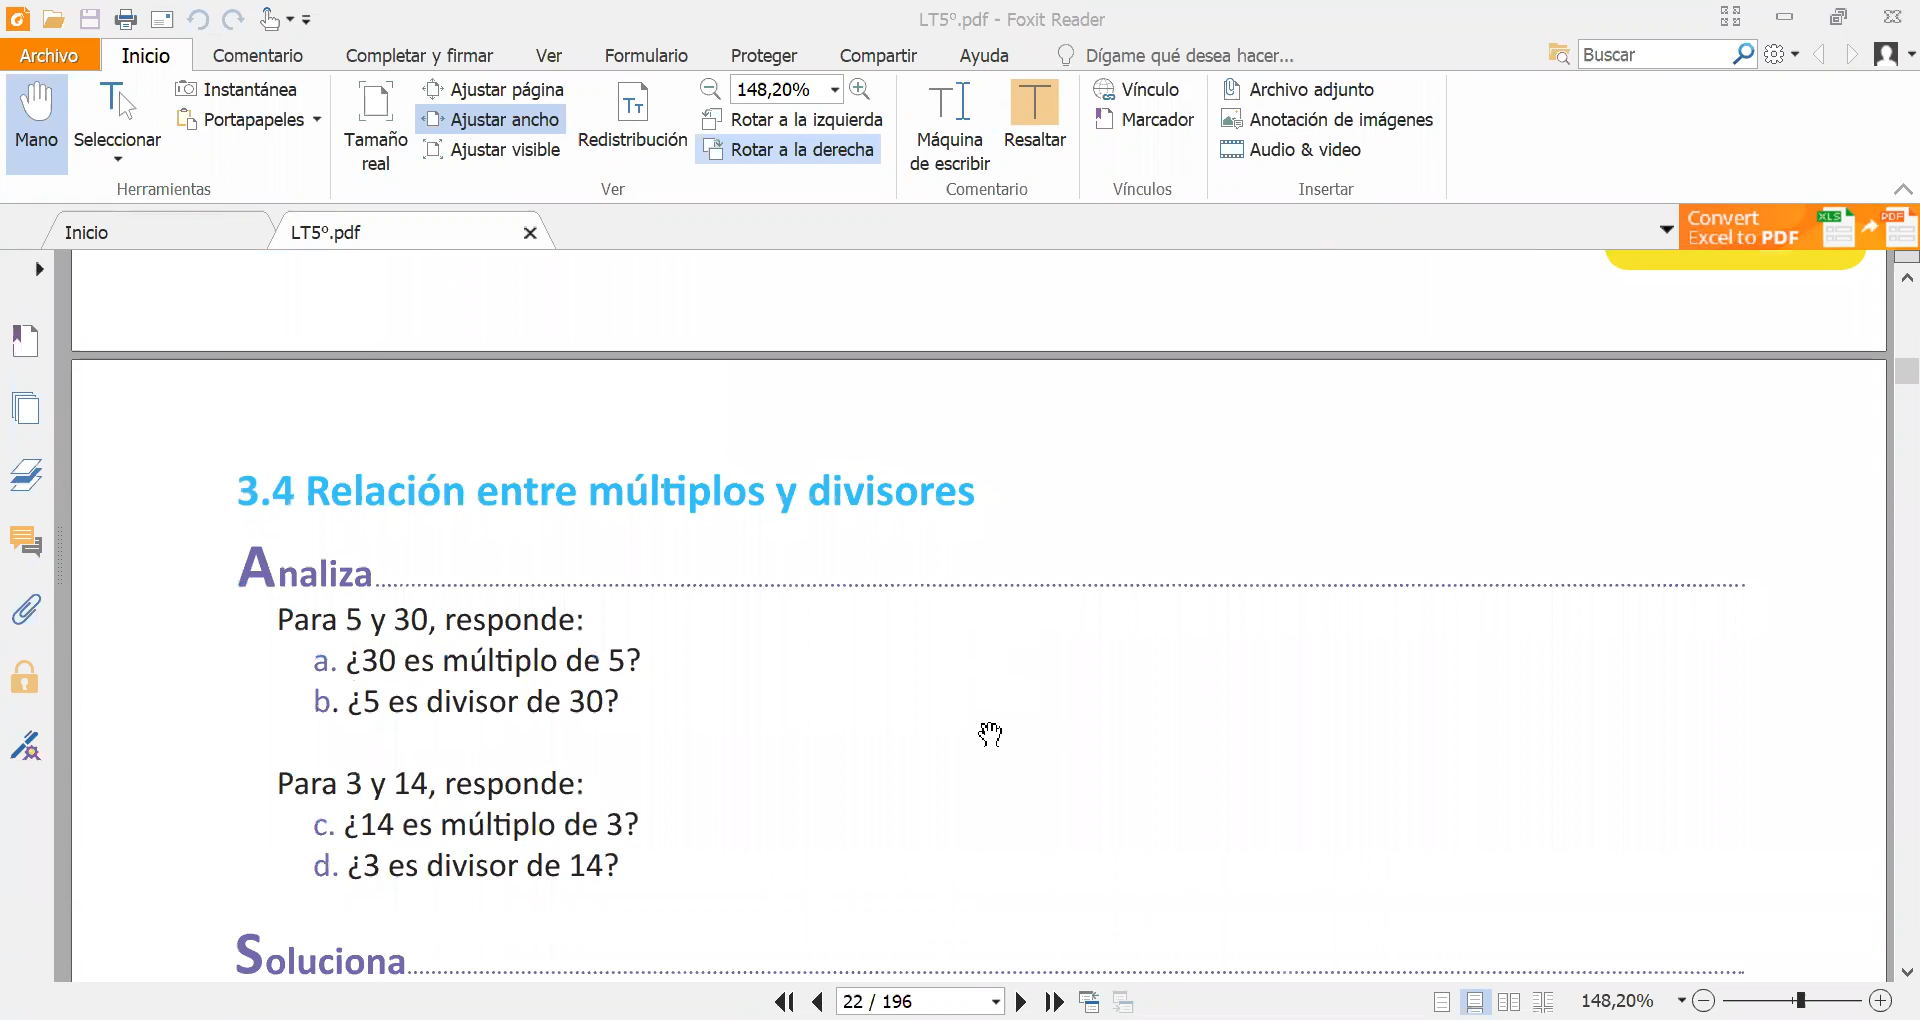 LT5º.pdf - Foxit Reader
Archivo Inicio Comentario Completar y firmar Ver Formulario Proteger Compartir Ayuda Dígame qué desea hacer... Buscar
Mano
Seleccionar
Instantánea
Portapapeles
Herramientas
Tamaño
real
Ajustar página
Ajustar ancho
Ajustar visible
Redistribución
148,20%
Rotar a la izquierda
Rotar a la derecha
Ver
Máquina
de escribir
Resaltar
Comentario
Vínculo
Marcador
Vínculos
Archivo adjunto
Anotación de imágenes
Audio & video
Insertar
Inicio
LT5º.pdf
Convert
Excel to PDF
XLS
PDF
3.4 Relación entre múltiplos y divisores
Analiza
Para 5 y 30, responde:
a. ¿30 es múltiplo de 5?
b. ¿5 es divisor de 30?
Para 3 y 14, responde:
c. ¿14 es múltiplo de 3?
d. ¿3 es divisor de 14?
Soluciona
22 / 196
148,20%